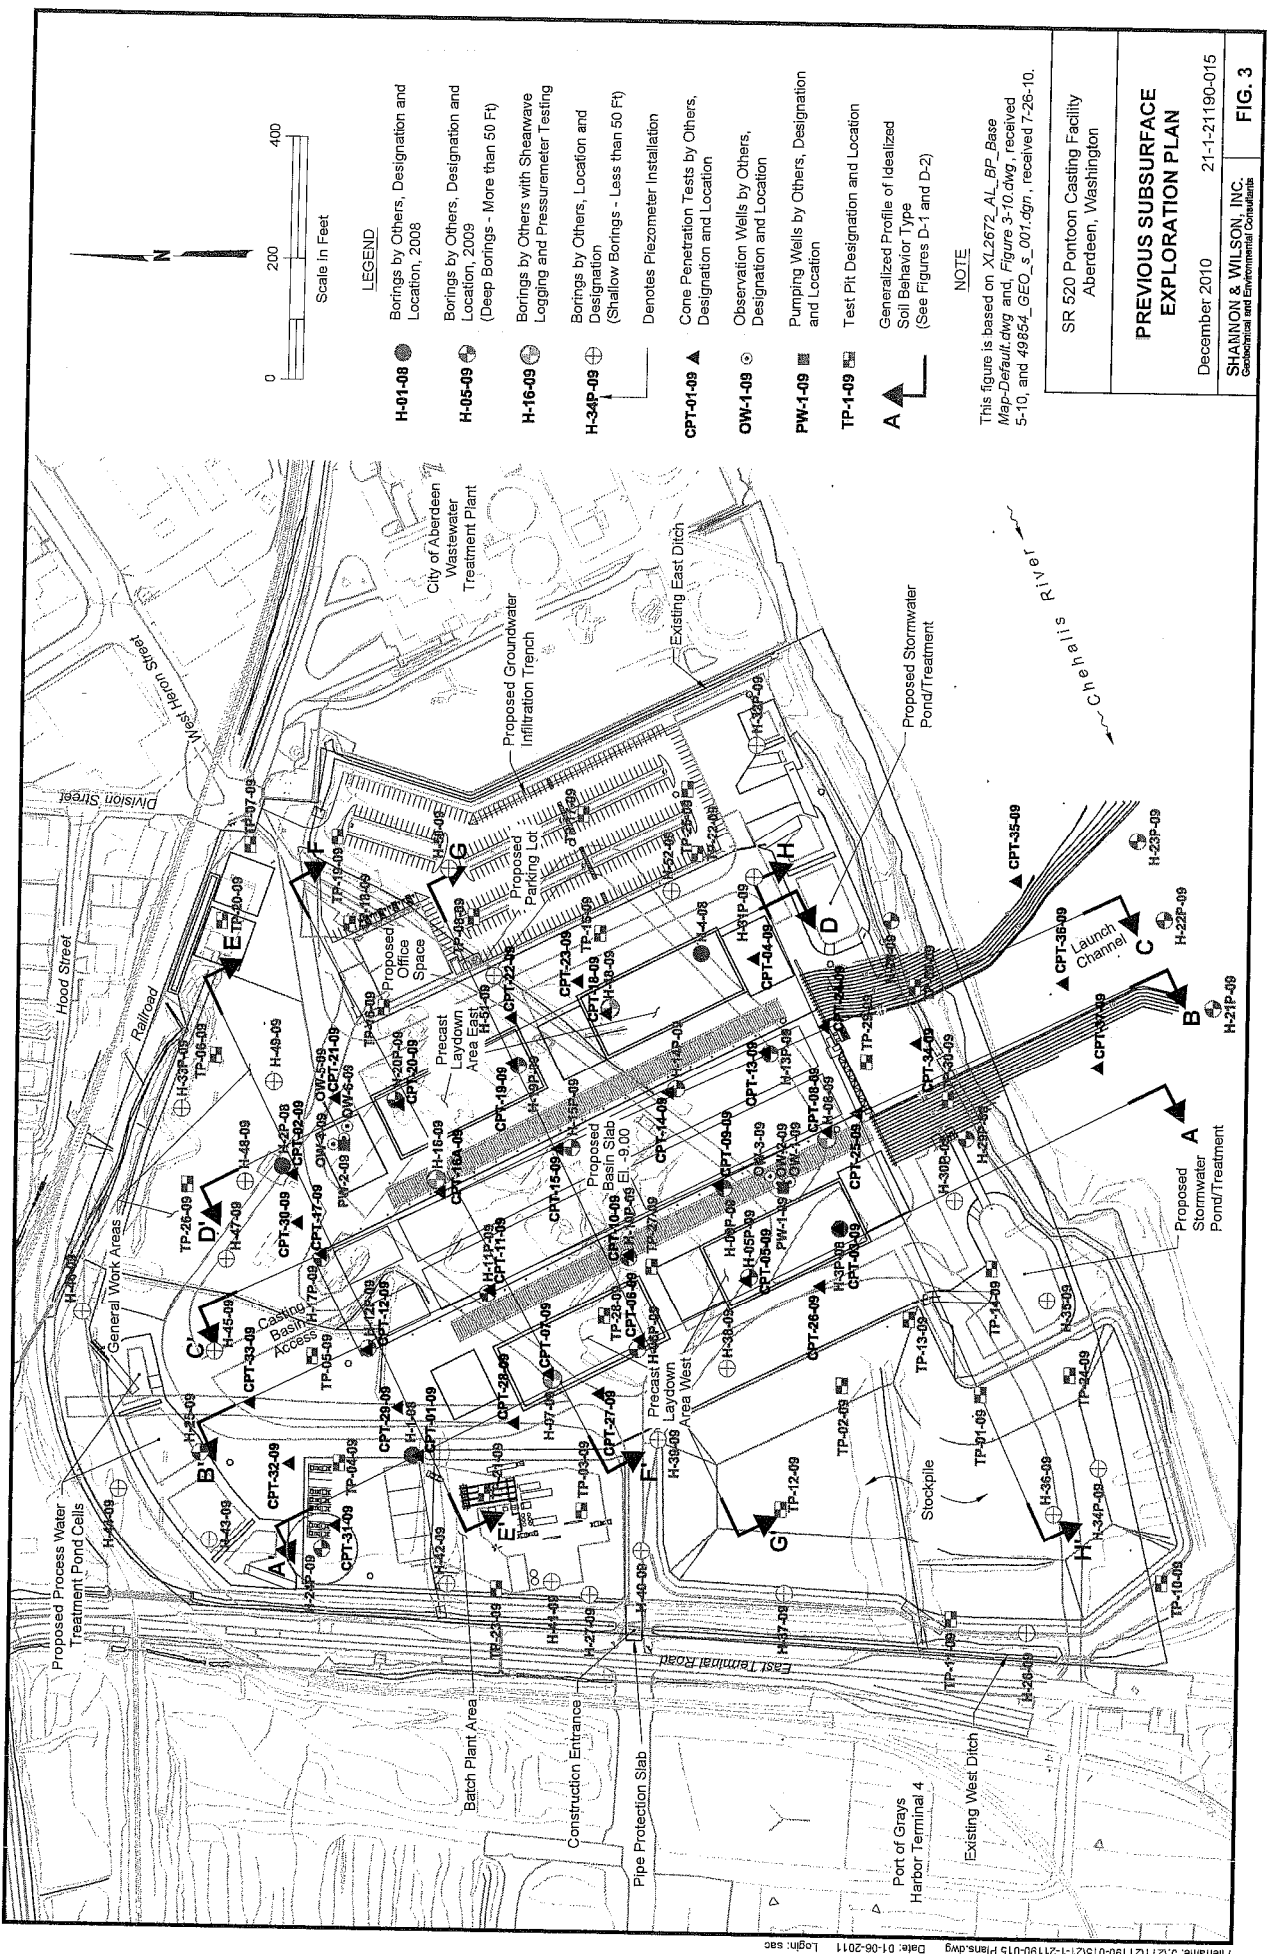 PREVIOUS SUBSURFACE
EXPLORATION PLAN
SR 520 Pontoon Casting Facility
Aberdeen, Washington
December 2010
21-1-21190-015
SHANNON & WILSON, INC.
Geotechnical and Environmental Consultants
FIG. 3
N
0
200
400
Scale in Feet
LEGEND
H-01-08
Borings by Others, Designation and
Location, 2008
H-05-09
Borings by Others, Designation and
Location, 2009
(Deep Borings - More than 50 Ft)
H-16-09
Borings by Others with Shearwave
Logging and Pressuremeter Testing
H-34P-09
Borings by Others, Location and
Designation
(Shallow Borings - Less than 50 Ft)
Denotes Piezometer Installation
CPT-01-09
Cone Penetration Tests by Others,
Designation and Location
OW-1-09
Observation Wells by Others,
Designation and Location
PW-1-09
Pumping Wells by Others, Designation
and Location
TP-1-09
Test Pit Designation and Location
A
Generalized Profile of Idealized
Soil Behavior Type
(See Figures D-1 and D-2)
NOTE
This figure is based on XL2672_AL_BP_Base
Map-Default.dwg and, Figure 3-10.dwg, received
5-10, and 49854_GEO_s_001.dgn., received 7-26-10.
City of Aberdeen
Wastewater
Treatment Plant
West Heron Street
Division Street
Hood Street
Railroad
Proposed Groundwater
Infiltration Trench
Existing East Ditch
Proposed Stormwater
Pond/Treatment
Chehalis River
Proposed
Parking Lot
Proposed
Office
Space
Precast
Laydown
Area East
Proposed
Basin Slab
El. -9.00
Launch
Channel
General Work Areas
Casting
Basin
Access
Proposed Process Water
Treatment Pond Cells
Precast
Laydown
Area West
Stockpile
Proposed
Stormwater
Pond/Treatment
Batch Plant Area
Construction Entrance
Pipe Protection Slab
East Terminal Road
Port of Grays
Harbor Terminal 4
Existing West Ditch
TP-07-09
TP-20-09
E
F
TP-19-09
G
H-32P-09
H
H-31P-09
D
H-4-08
CPT-04-09
TP-15-09
CPT-23-09
CPT-18-09
CPT-22-09
H-51-09
CPT-35-09
H-23P-09
H-22P-09
C
CPT-36-09
B
H-21P-09
A
CPT-34-09
TP-29-09
H-33P-09
TP-06-09
H-49-09
CPT-21-09
CPT-20-09
CPT-19-09
CPT-14-09
CPT-13-09
H-13P-09
CPT-08-09
H-08-09
CPT-25-09
H-2P-08
CPT-02-09
H-48-09
TP-26-09
D'
H-47-09
CPT-30-09
CPT-17-09
PW-2-09
H-16-09
CPT-16A-09
CPT-15-09
CPT-09-09
OW-3-09
PW-1-09
CPT-10-09
H-11P-09
CPT-11-09
H-05P-09
CPT-05-09
CPT-26-09
C'
H-45-09
CPT-33-09
TP-05-09
CPT-12-09
CPT-07-09
H-07-09
TP-28-09
CPT-06-09
H-38-09
TP-13-09
TP-14-09
H-35-09
TP-24-09
TP-02-09
TP-01-09
CPT-29-09
H-1-08
CPT-01-09
CPT-28-09
CPT-27-09
H-25-09
B'
CPT-32-09
TP-04-09
CPT-31-09
A'
H-43-09
H-24P-09
H-42-09
E'
TP-03-09
F'
H-39-09
TP-12-09
G'
H-36-09
H-34P-09
H'
TP-10-09
H-41-09
H-27-09
H-40-09
H-37-09
TP-23-09
Date: 01-06-2011
Login: sac